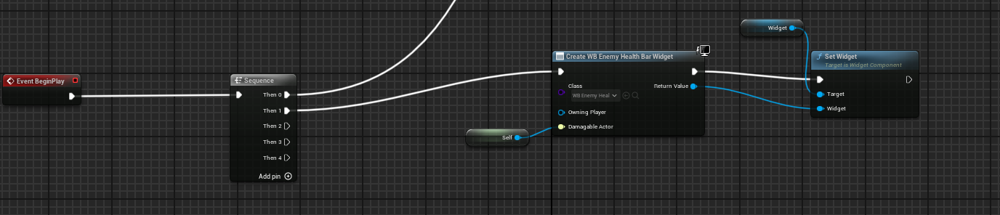 Widget
Create WB Enemy Health Bar Widget
Set Widget
Target is Widget Component
Event BeginPlay
Sequence
Class
Return Value
WB Enemy Heal
Then 0
Target
Then 1
Widget
Owning Player
Then 2
Damagable Actor
Self
Then 3
Then 4
Add pin